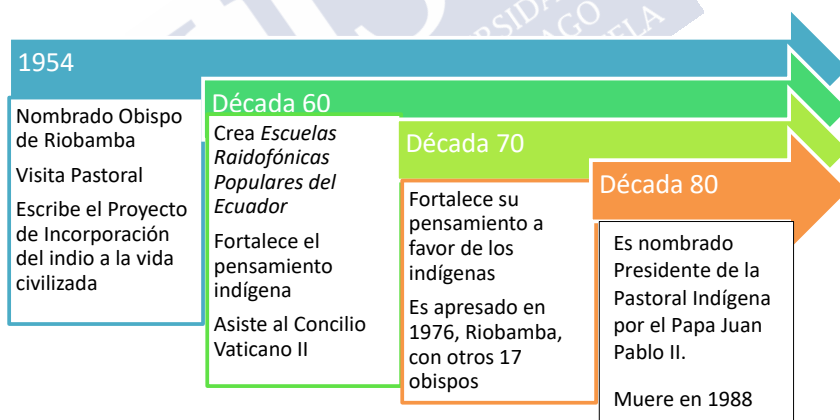 1954
Nombrado Obispo
de Riobamba
Visita Pastoral
Escribe el Proyecto
de Incorporación
del indio a la vida
civilizada
Década 60
Crea Escuelas
Raidofónicas
Populares del
Ecuador
Fortalece el
pensamiento
indígena
Asiste al Concilio
Vaticano II
Década 70
Fortalece su
pensamiento a
favor de los
indígenas
Es apresado en
1976, Riobamba,
con otros 17
obispos
Década 80
Es nombrado
Presidente de la
Pastoral Indígena
por el Papa Juan
Pablo II.
Muere en 1988